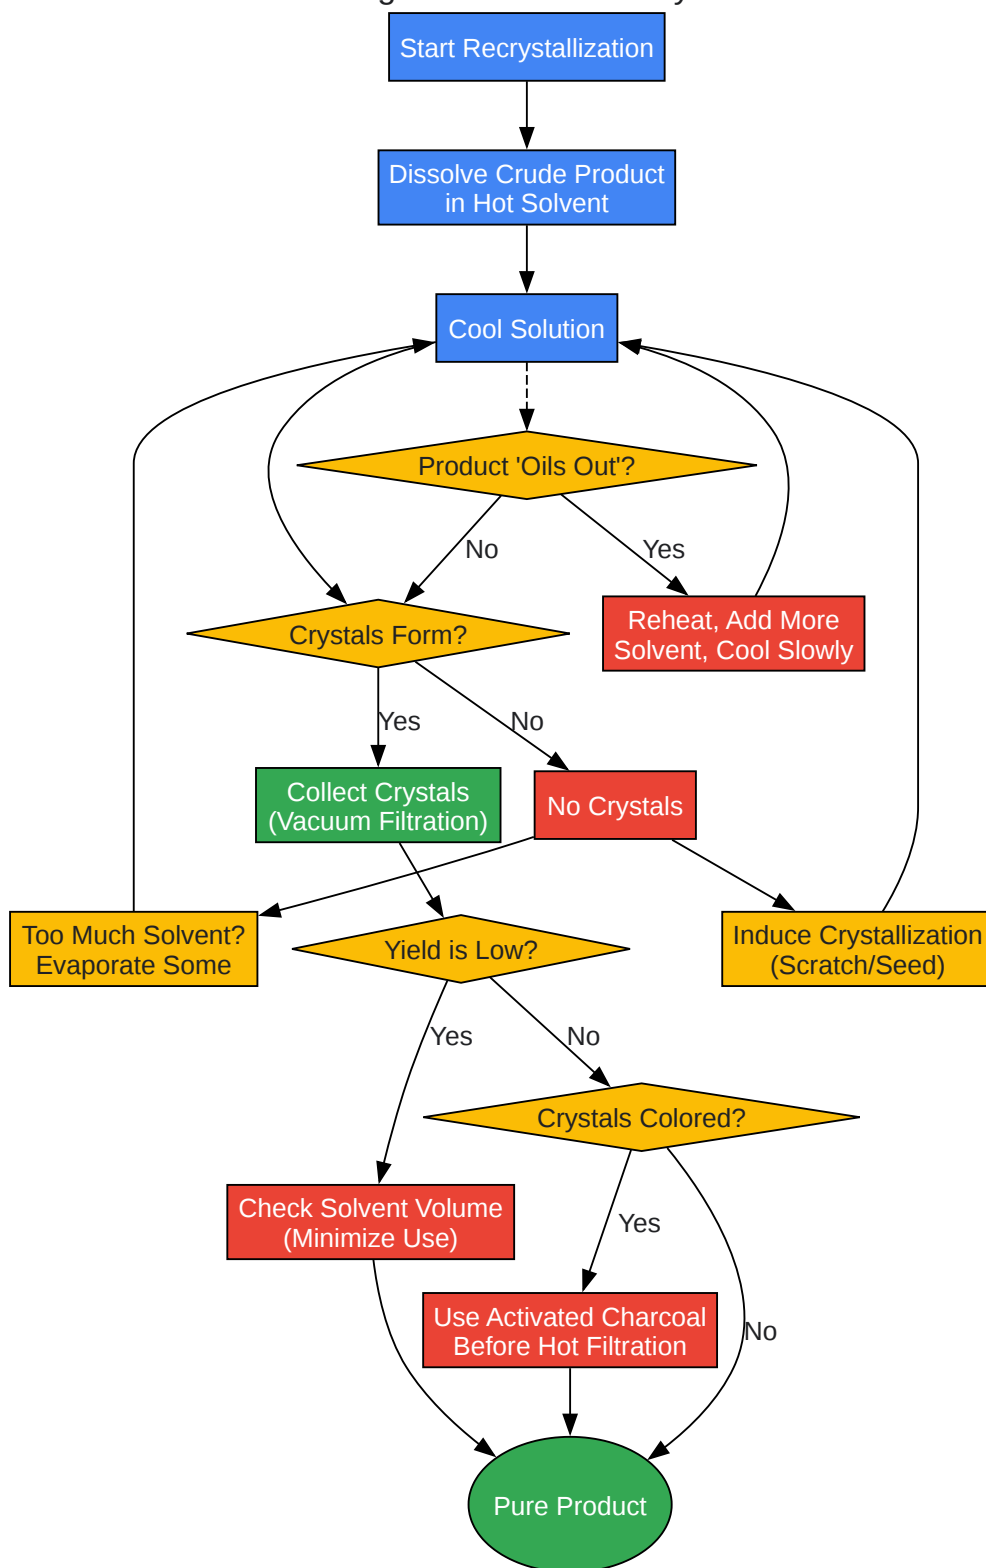 Start Recrystallization
Dissolve Crude Product
in Hot Solvent
Cool Solution
Product 'Oils Out'?
No
Yes
Crystals Form?
Reheat, Add More
Solvent, Cool Slowly
Yes
No
Collect Crystals
(Vacuum Filtration)
No Crystals
Too Much Solvent?
Evaporate Some
Yield is Low?
Induce Crystallization
(Scratch/Seed)
Yes
No
Crystals Colored?
Check Solvent Volume
(Minimize Use)
Yes
Use Activated Charcoal
Before Hot Filtration
No
Pure Product